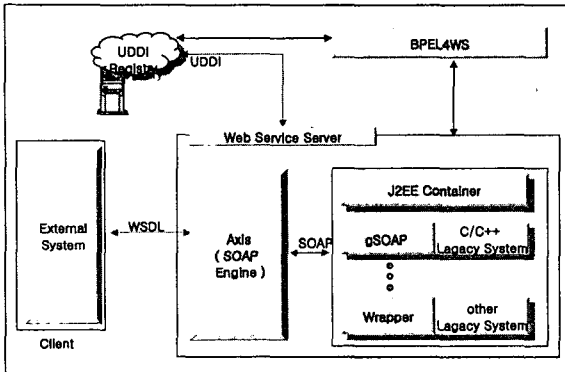 UDDI
Registry
UDDI
BPEL4WS
Web Service Server
J2EE Container
External
System
WSDL
Axis
( SOAP
Engine )
SOAP
gSOAP
C/C++
Lagacy System
Wrapper
other
Lagacy System
Client